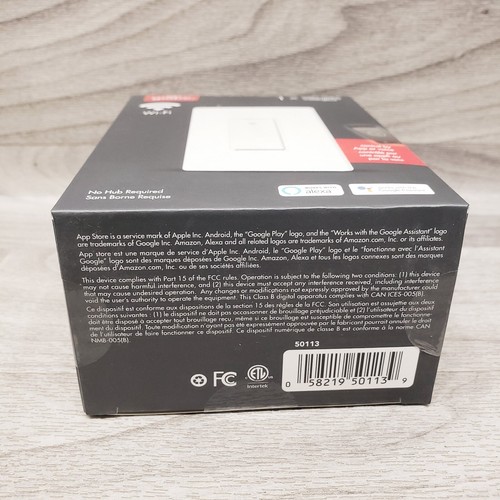 Wi-Fi
No Hub Required
Sans Borne Requise
alexa
App Store is a service mark of Apple Inc. Android, the "Google Play" logo, and the "Works with the Google Assistant" logo
are trademarks of Google Inc. Amazon, Alexa and all related logos are trademarks of Amazon.com, Inc. or its affiliates.
App store est une marque de service d'Apple Inc. Android, le "Google Play" logo et le "fonctionne avec l'Assistant
Google" logo sont des marques déposées de Google Inc. Amazon, Alexa et tous les logos connexes sont des marques
déposées d'Amazon.com, Inc. ou de ses sociétés affiliées.
This device complies with Part 15 of the FCC rules. Operation is subject to the following two conditions: (1) this device
may not cause harmful interference, and (2) this device must accept any interference received, including interference
that may cause undesired operation. Any changes or modifications not expressly approved by the manufacturer could
void the user's authority to operate the equipment. This Class B digital apparatus complies with CAN ICES-005(B).
Ce dispositif est conforme aux dispositions de la section 15 des règles de la F.C.C. Son utilisation est assujettie aux deux
conditions suivantes : (1) le dispositif ne doit pas occasionner de brouillage préjudiciable et (2) l'utilisateur du dispositif
doit être disposé à accepter tout brouillage reçu, même si ce brouillage est susceptible de compromettre le fonctionne-
ment du dispositif. Toute modification n'ayant pas été expressément approuvée par le fabricant pourrait annuler le droit
de l'utilisateur de faire fonctionner ce dispositif. Cet dispositif numérique de classe B est conforme à la norme CAN
NMB-005(B).
50113
FC
ETL
Intertek
0 58219 50113 9